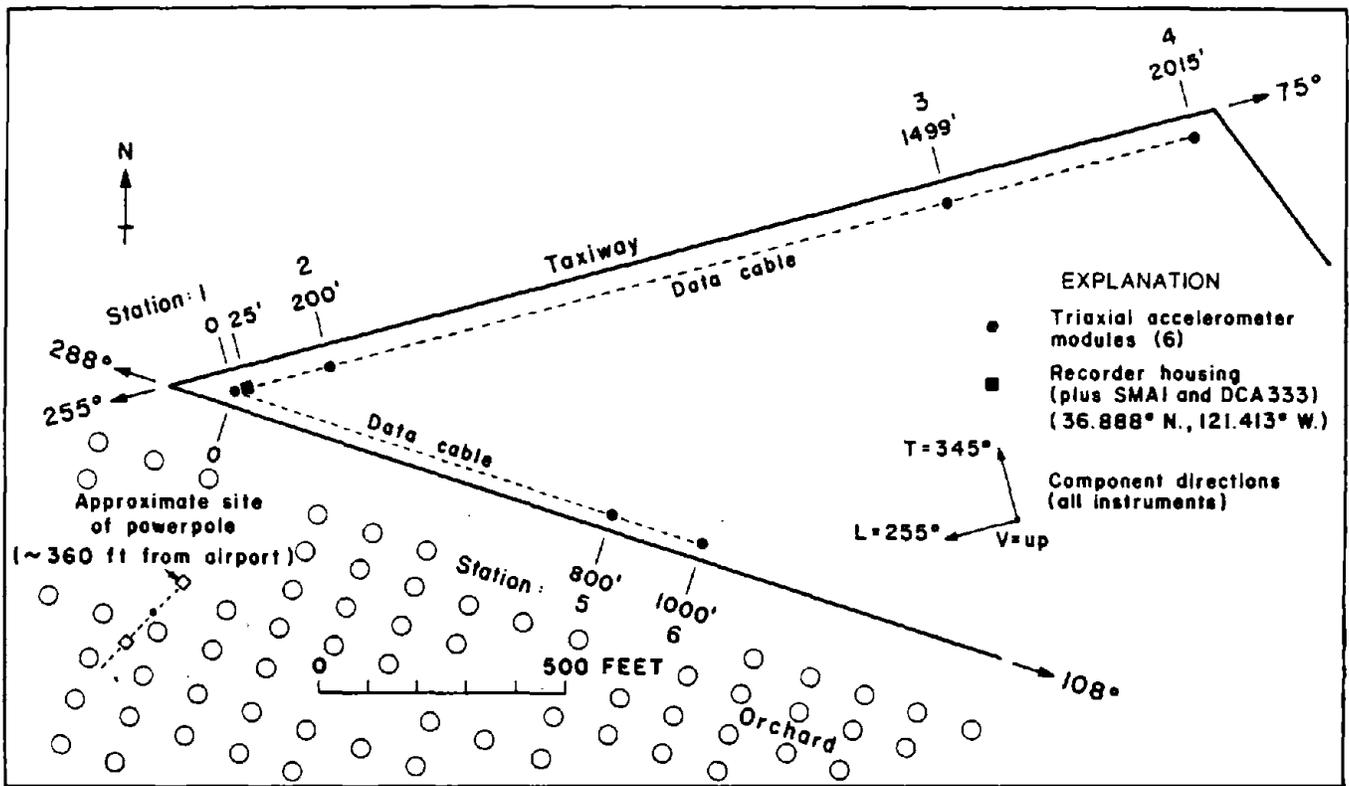 4
2015'
75°
3
1499'
N
Taxiway
Data cable
2
200'
Station: 1
0 25'
288°
255°
0
Data cable
EXPLANATION
Triaxial accelerometer
modules (6)
Recorder housing
(plus SMA1 and DCA333)
(36.888° N., 121.413° W.)
T=345°
L=255°
V=up
Component directions
(all instruments)
Approximate site
of powerpole
(~360 ft from airport)
Station:
800'
5
1000'
6
0 500 FEET
108°
Orchard